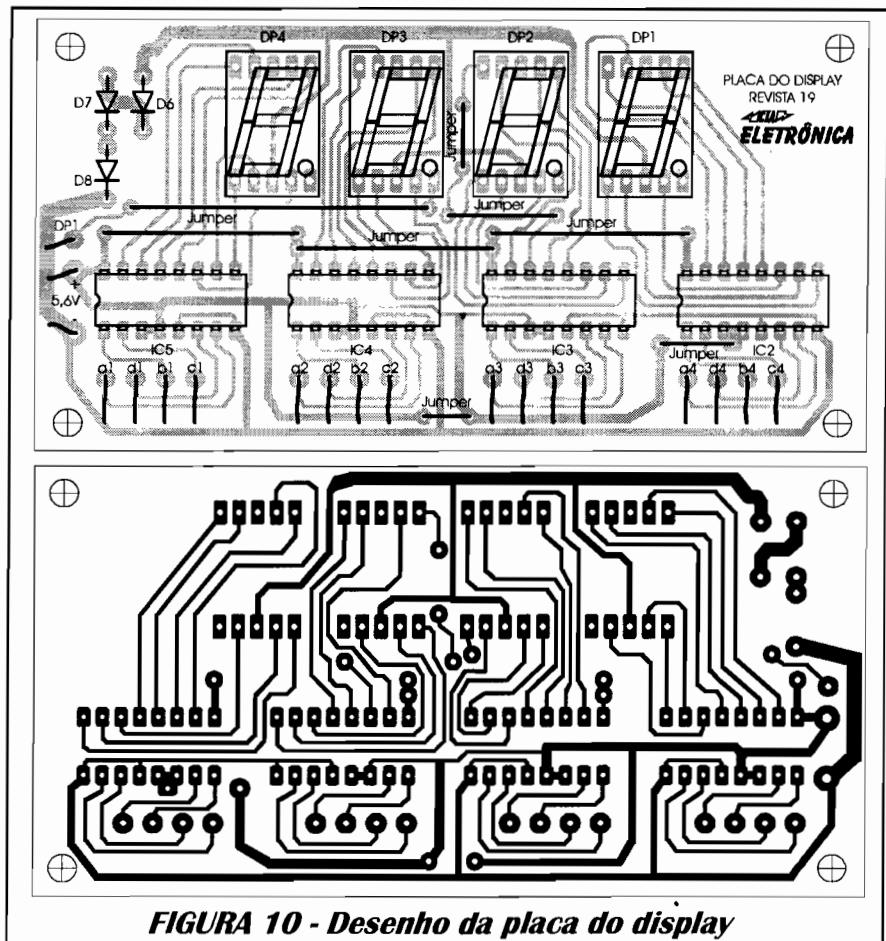 DP4 DP3 DP2 DP1
PLACA DO DISPLAY
REVISTA 19
ELETRÔNICA
D7 D6
Jumper
D8
DP1
Jumper
Jumper
Jumper
+
5,6V
-
IC5 IC4 IC3 IC2
Jumper
a1 d1 b1 c1 a2 d2 b2 c2 a3 d3 b3 c3 a4 d4 b4 c4
Jumper
FIGURA 10 - Desenho da placa do display